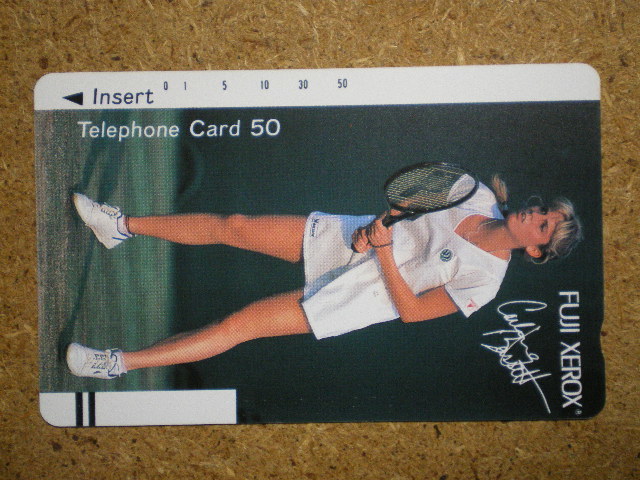 Insert 0 1 5 10 30 50
Telephone Card 50
FUJI XEROX®